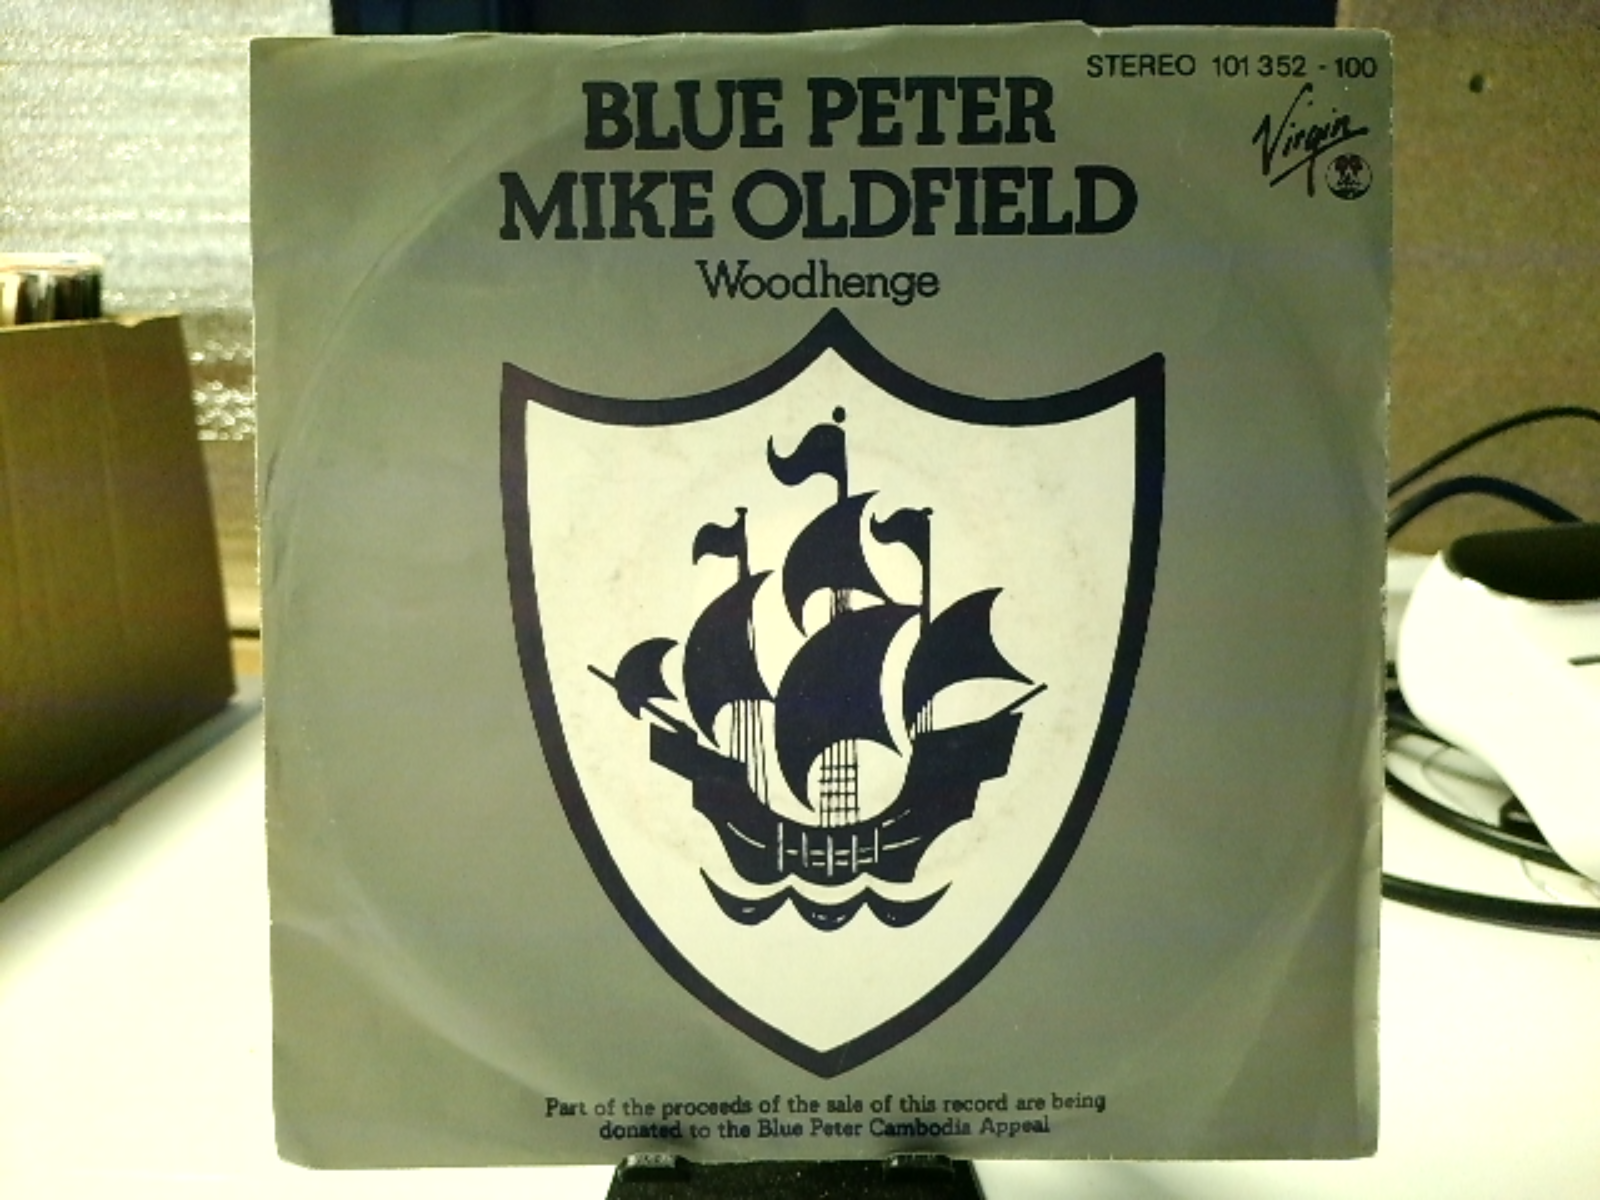 STEREO 101 352 - 100
BLUE PETER
Virgin
MIKE OLDFIELD
Woodhenge
Part of the proceeds of the sale of this record are being
donated to the Blue Peter Cambodia Appeal